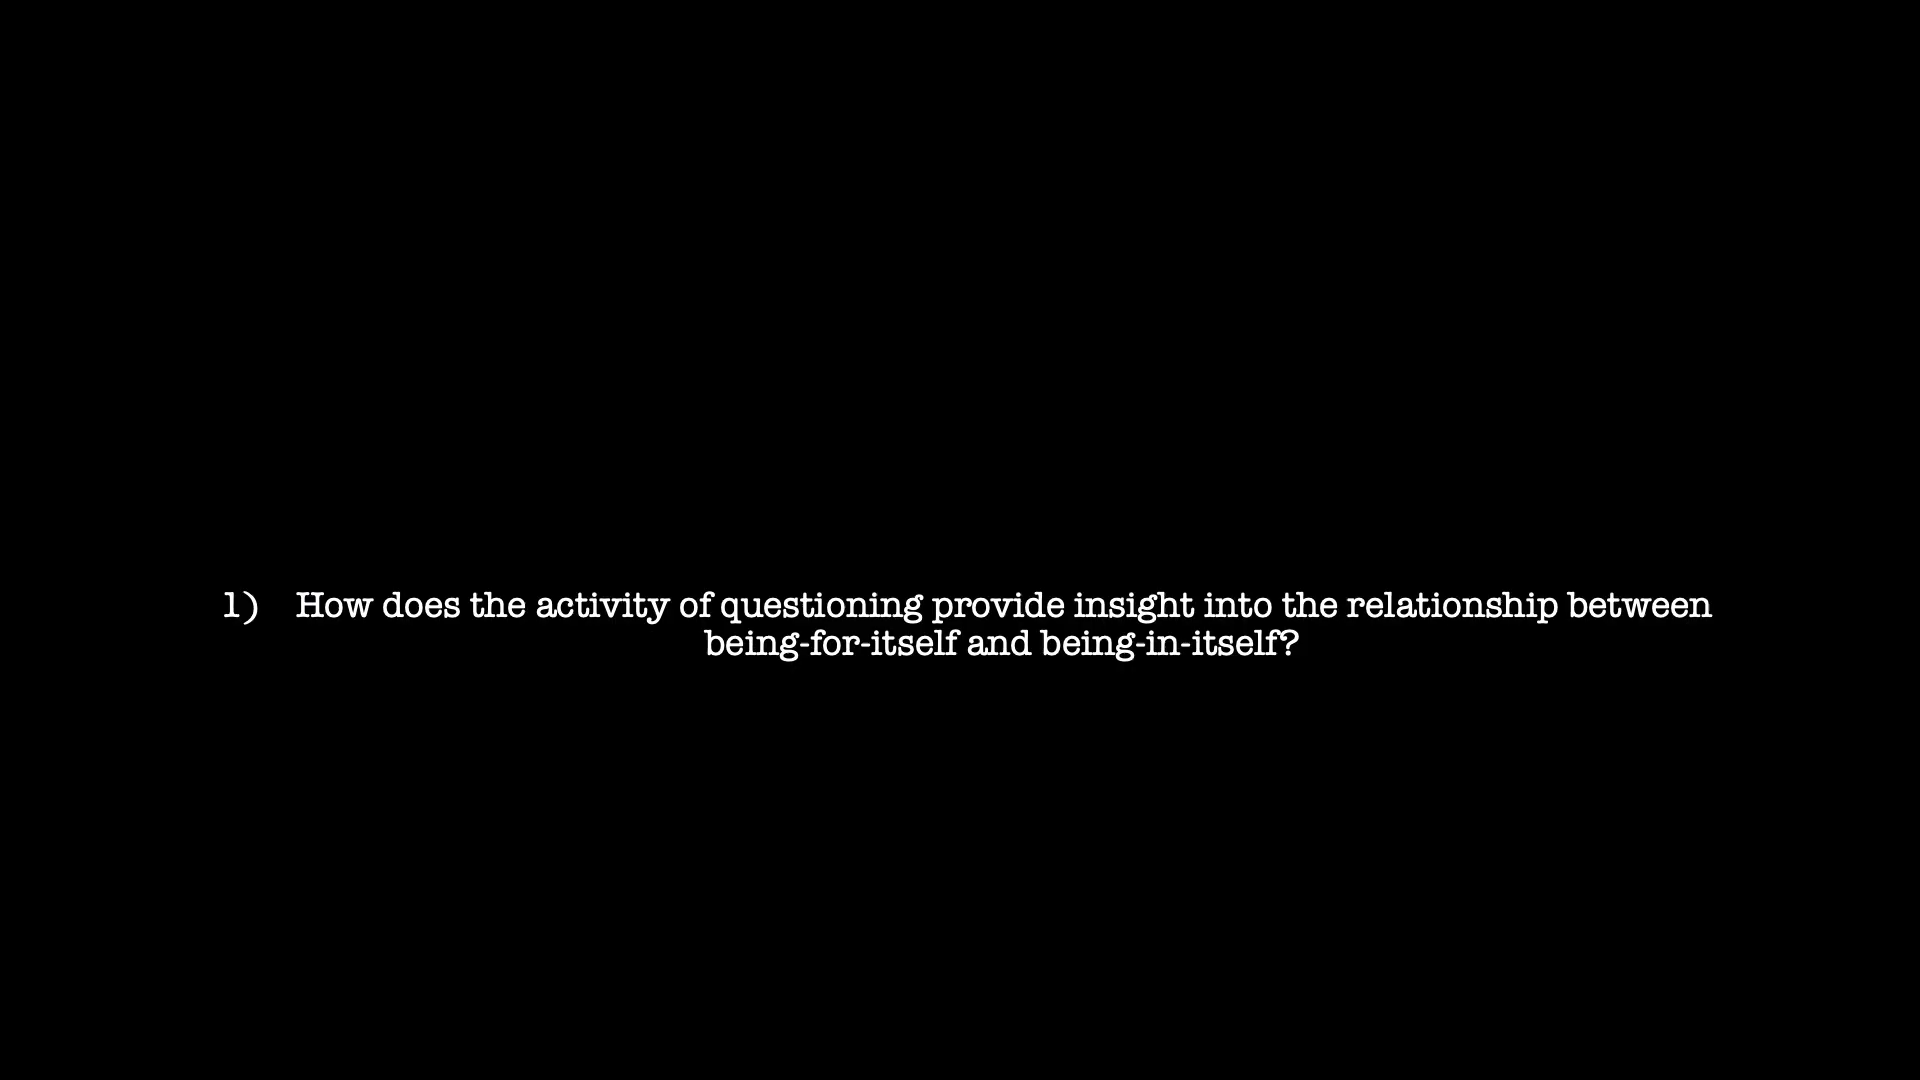 1) How does the activity of questioning provide insight into the relationship between
being-for-itself and being-in-itself?